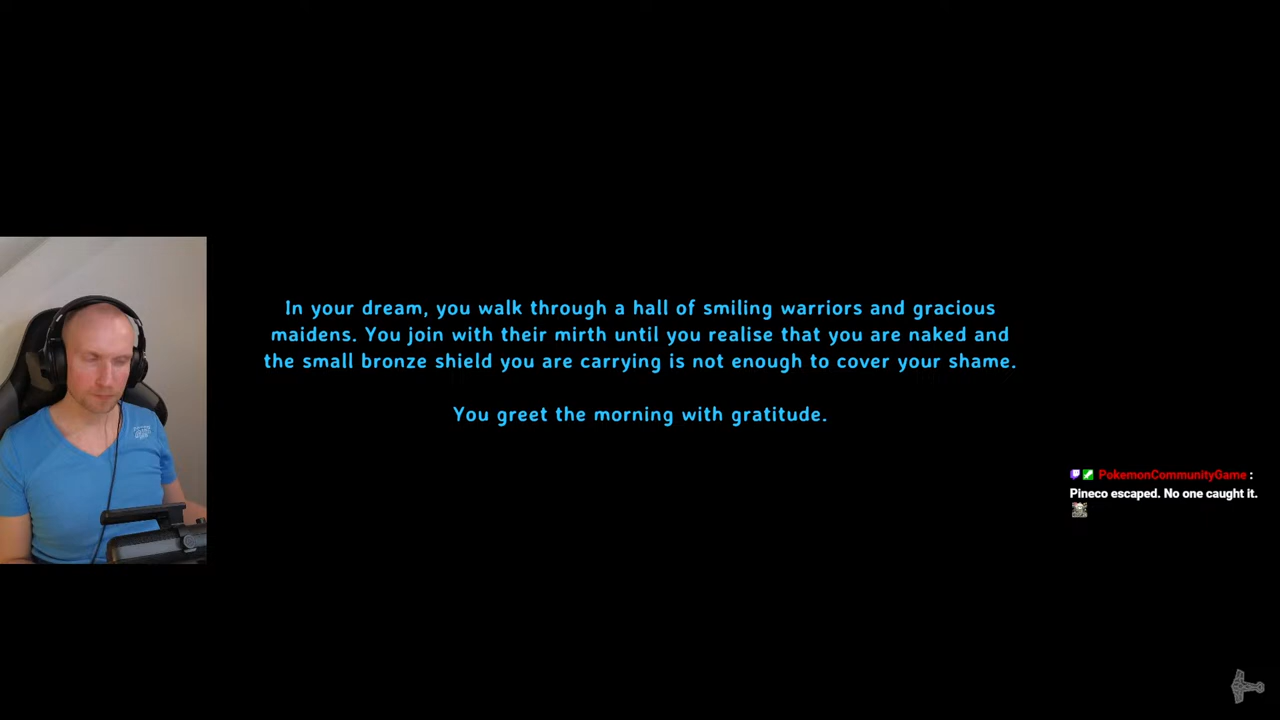 In your dream, you walk through a hall of smiling warriors and gracious
maidens. You join with their mirth until you realise that you are naked and
the small bronze shield you are carrying is not enough to cover your shame.
You greet the morning with gratitude.
PokemonCommunityGame :
Pineco escaped. No one caught it.